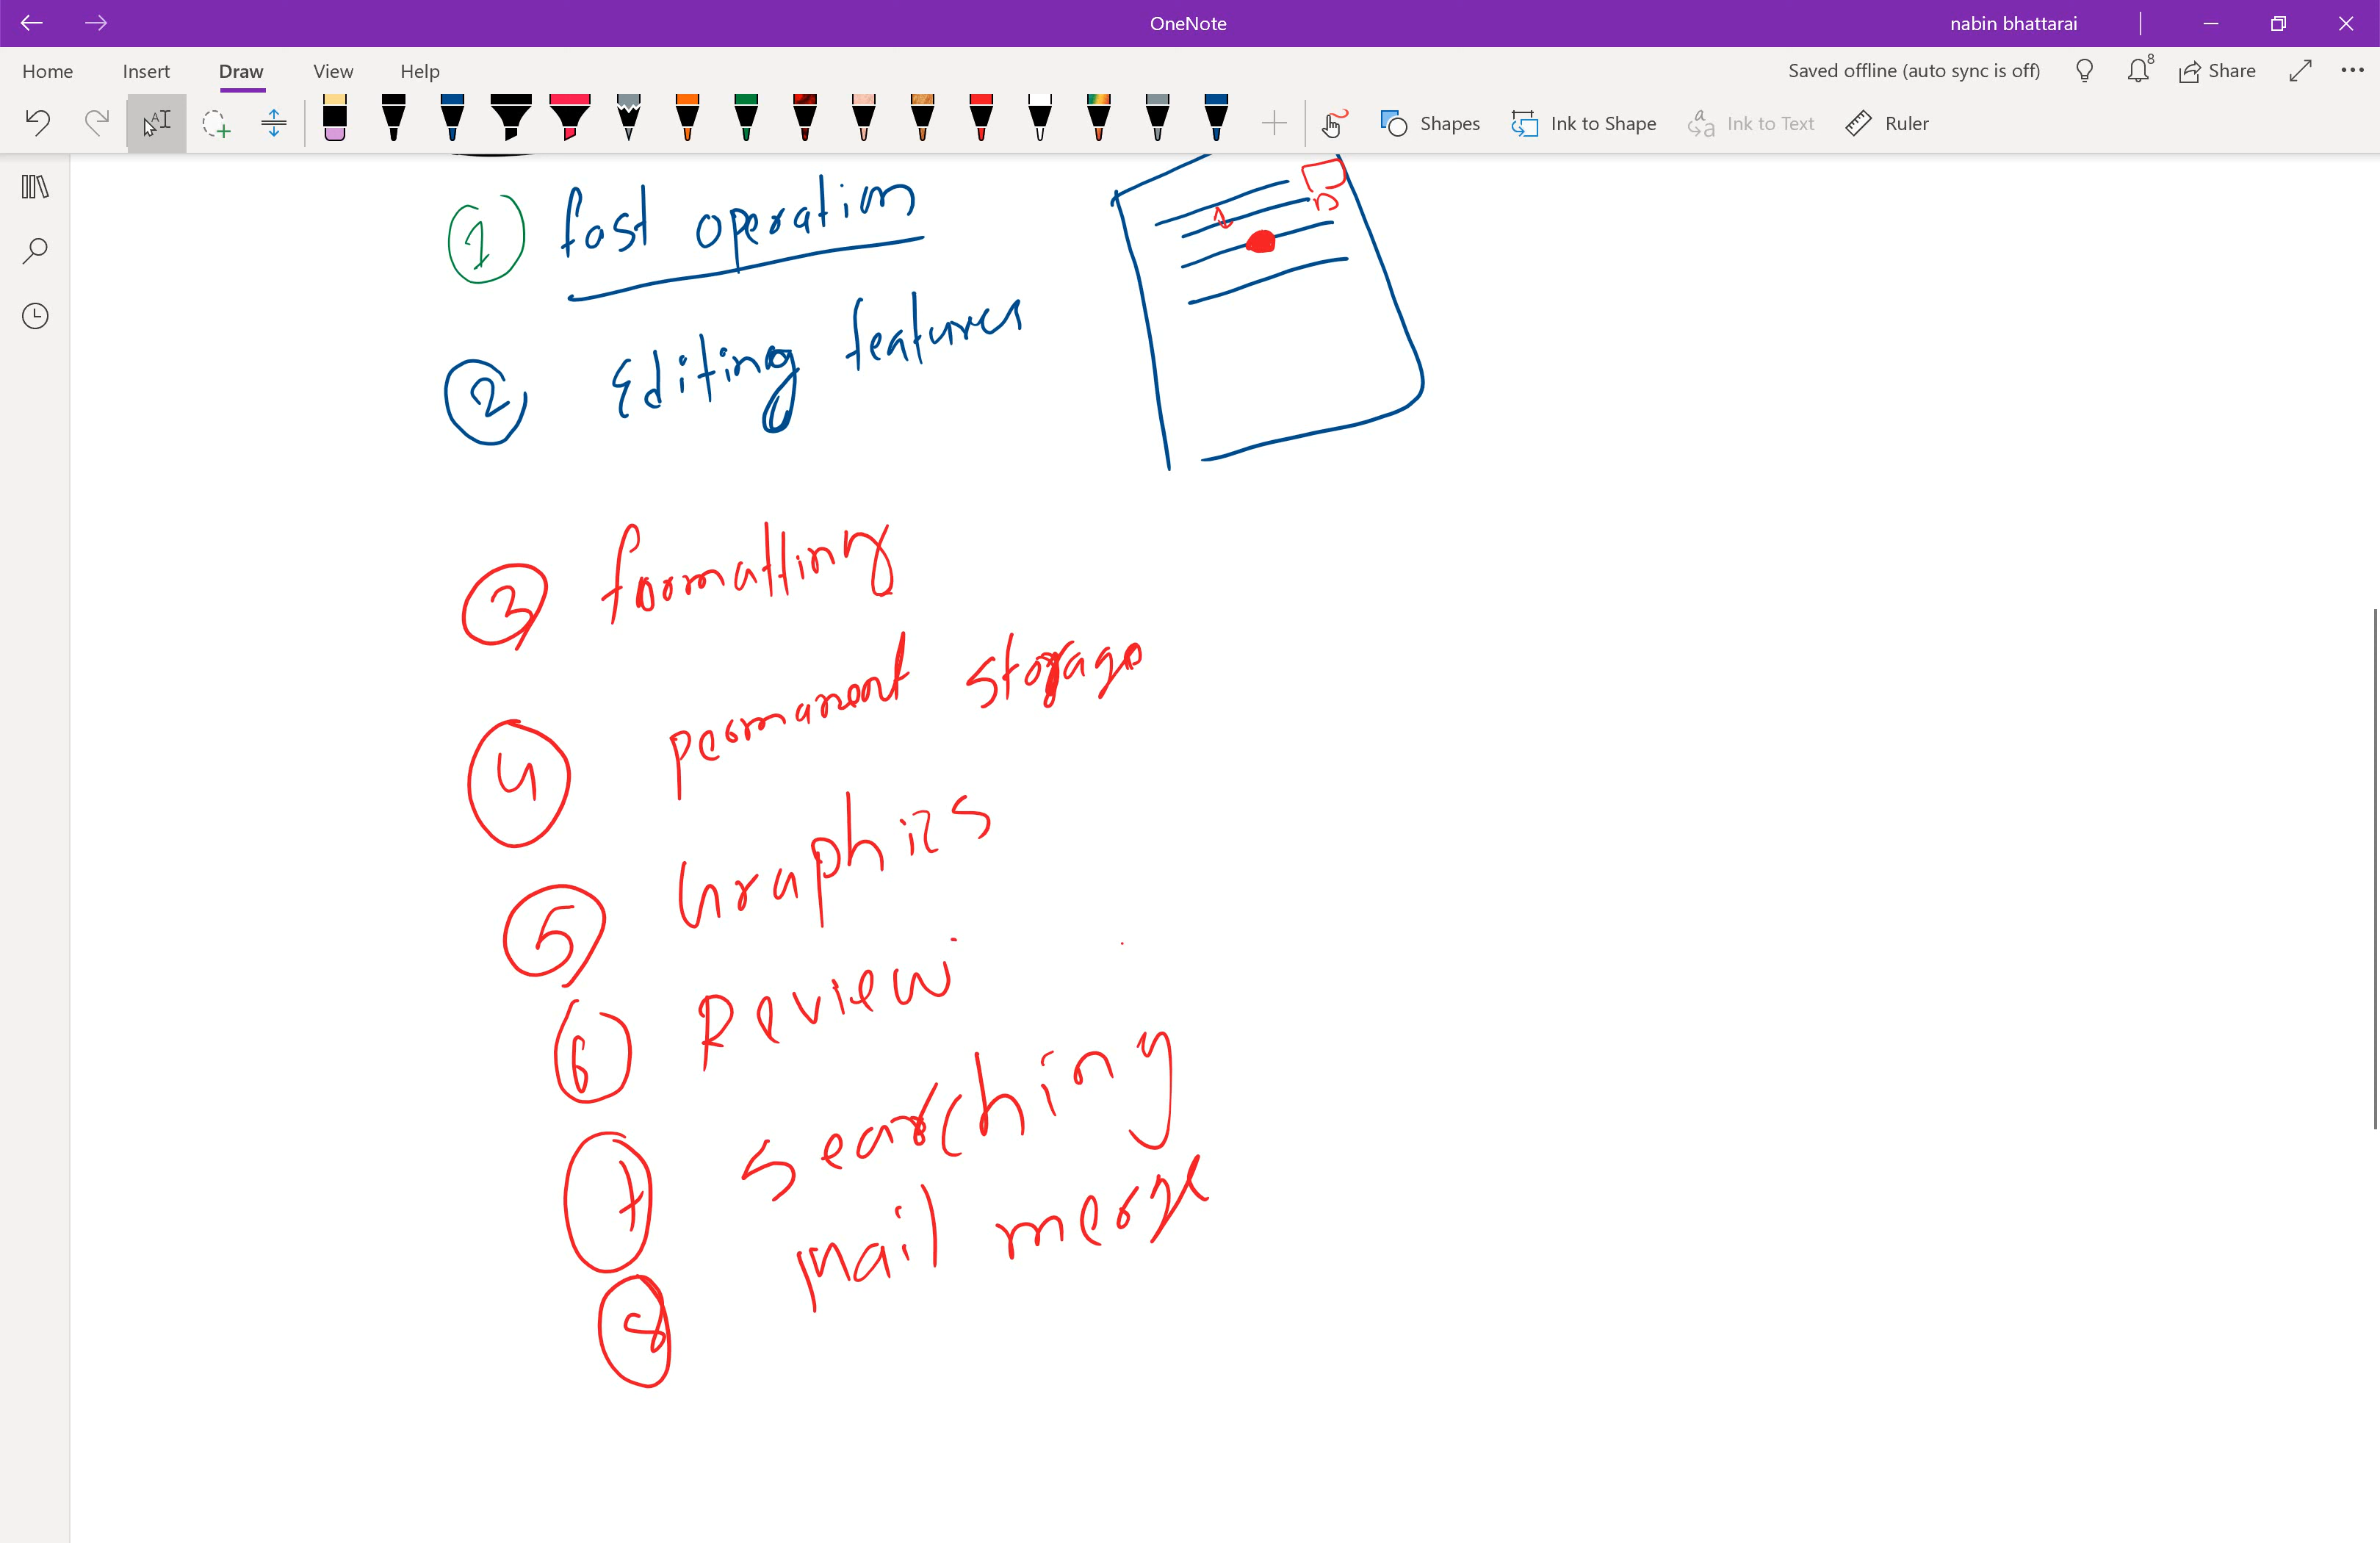 OneNote
nabin bhattarai
Home Insert Draw View Help
Saved offline (auto sync is off) 8 Share
Shapes Ink to Shape Ink to Text Ruler
1 fast operation
2 Editing features
3 formatting
4 permanent storage
5 Graphics
6 Review
7 Searching
8 Mail merge